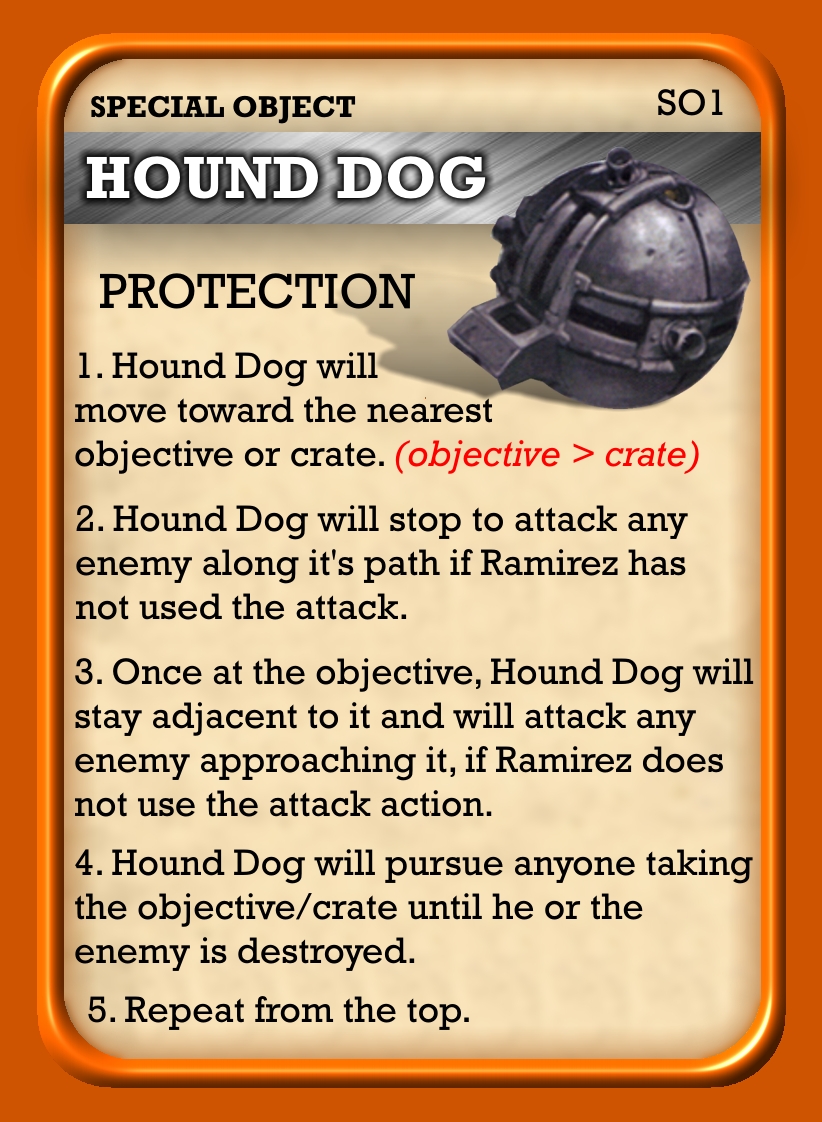 SPECIAL OBJECT
SO1
HOUND DOG
PROTECTION
1. Hound Dog will
move toward the nearest
objective or crate. (objective > crate)
2. Hound Dog will stop to attack any
enemy along it's path if Ramirez has
not used the attack.
3. Once at the objective, Hound Dog will
stay adjacent to it and will attack any
enemy approaching it, if Ramirez does
not use the attack action.
4. Hound Dog will pursue anyone taking
the objective/crate until he or the
enemy is destroyed.
5. Repeat from the top.